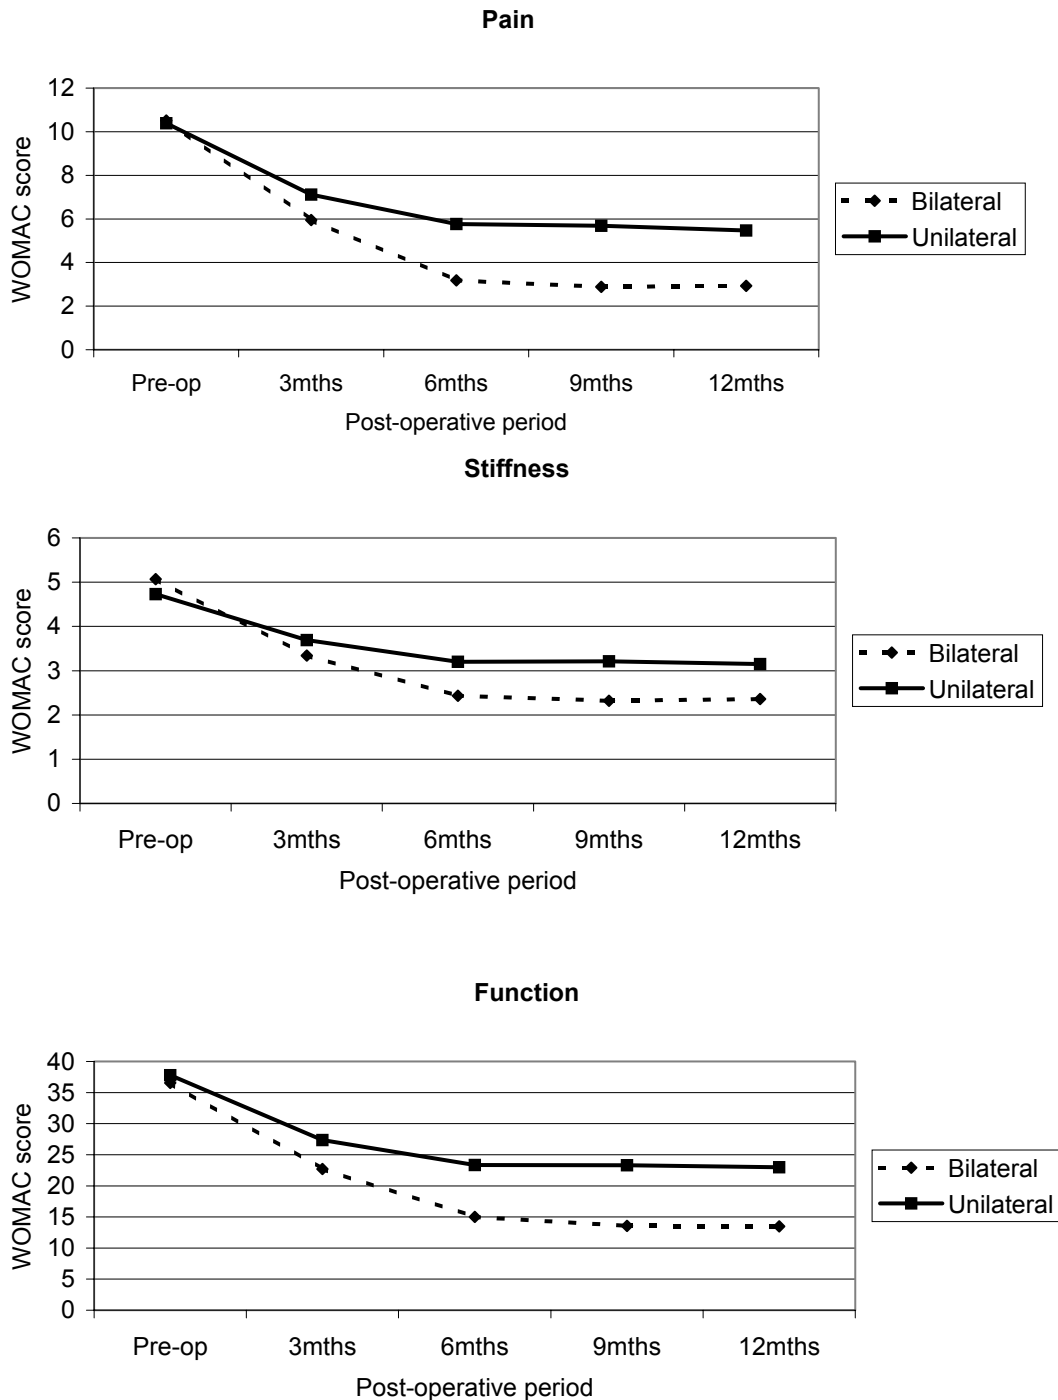 Pain
12
10
8
6
4
2
0
WOMAC score
Pre-op 3mths 6mths 9mths 12mths
Post-operative period
Bilateral
Unilateral
Stiffness
6
5
4
3
2
1
0
WOMAC score
Pre-op 3mths 6mths 9mths 12mths
Post-operative period
Bilateral
Unilateral
Function
40
35
30
25
20
15
10
5
0
WOMAC score
Pre-op 3mths 6mths 9mths 12mths
Post-operative period
Bilateral
Unilateral